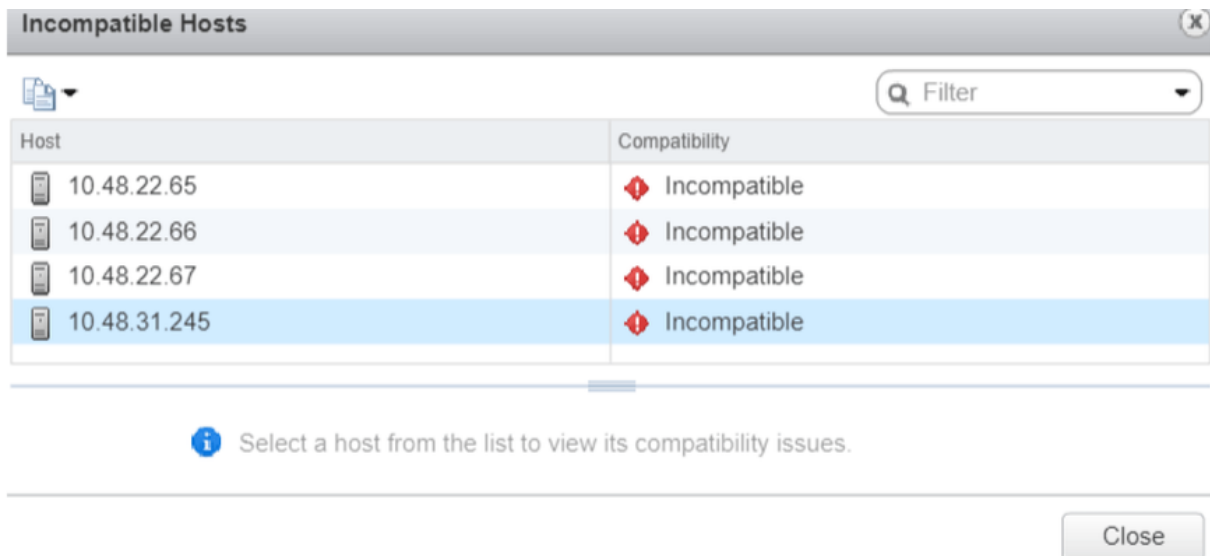 Incompatible Hosts
Filter
Host Compatibility
10.48.22.65 Incompatible
10.48.22.66 Incompatible
10.48.22.67 Incompatible
10.48.31.245 Incompatible
Select a host from the list to view its compatibility issues.
Close